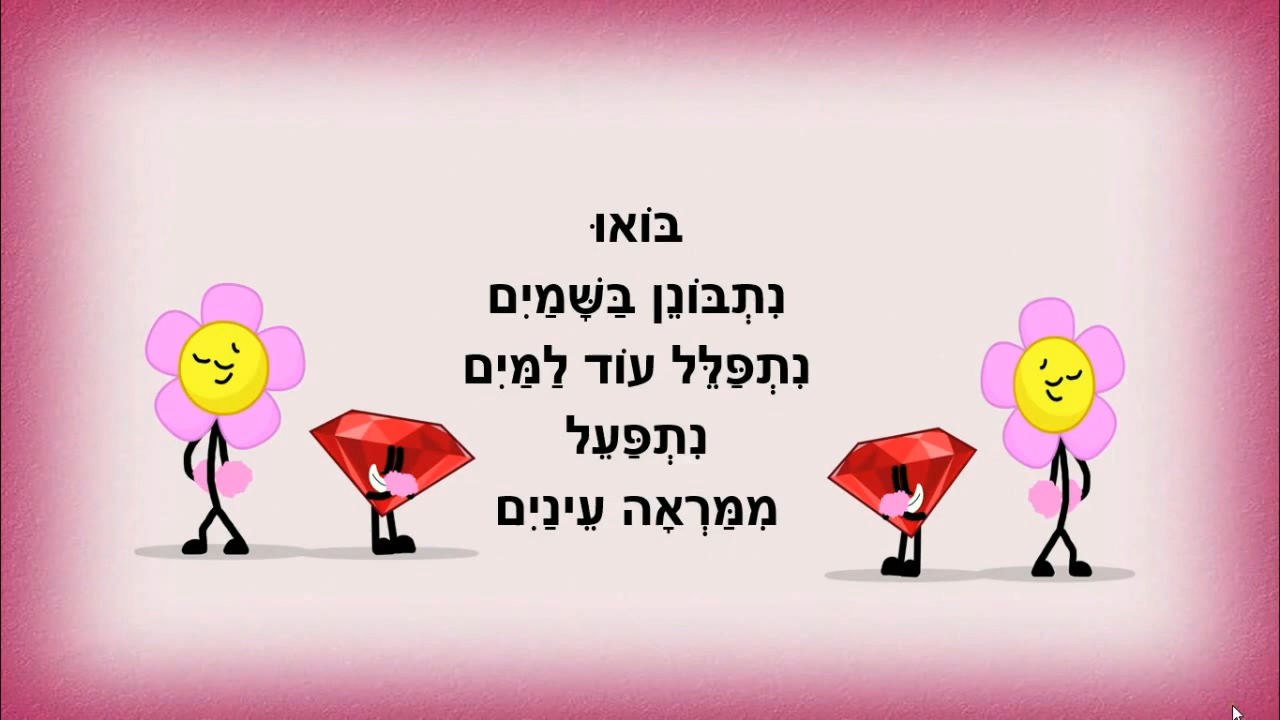 בּוֹאוּ
נִתְבּוֹנֵן בַּשָּׁמַיִם
נִתְפַּלֵּל עוֹד לַמַּיִם
נִתְפַּעֵל
מִמַּרְאָה עֵינַיִם